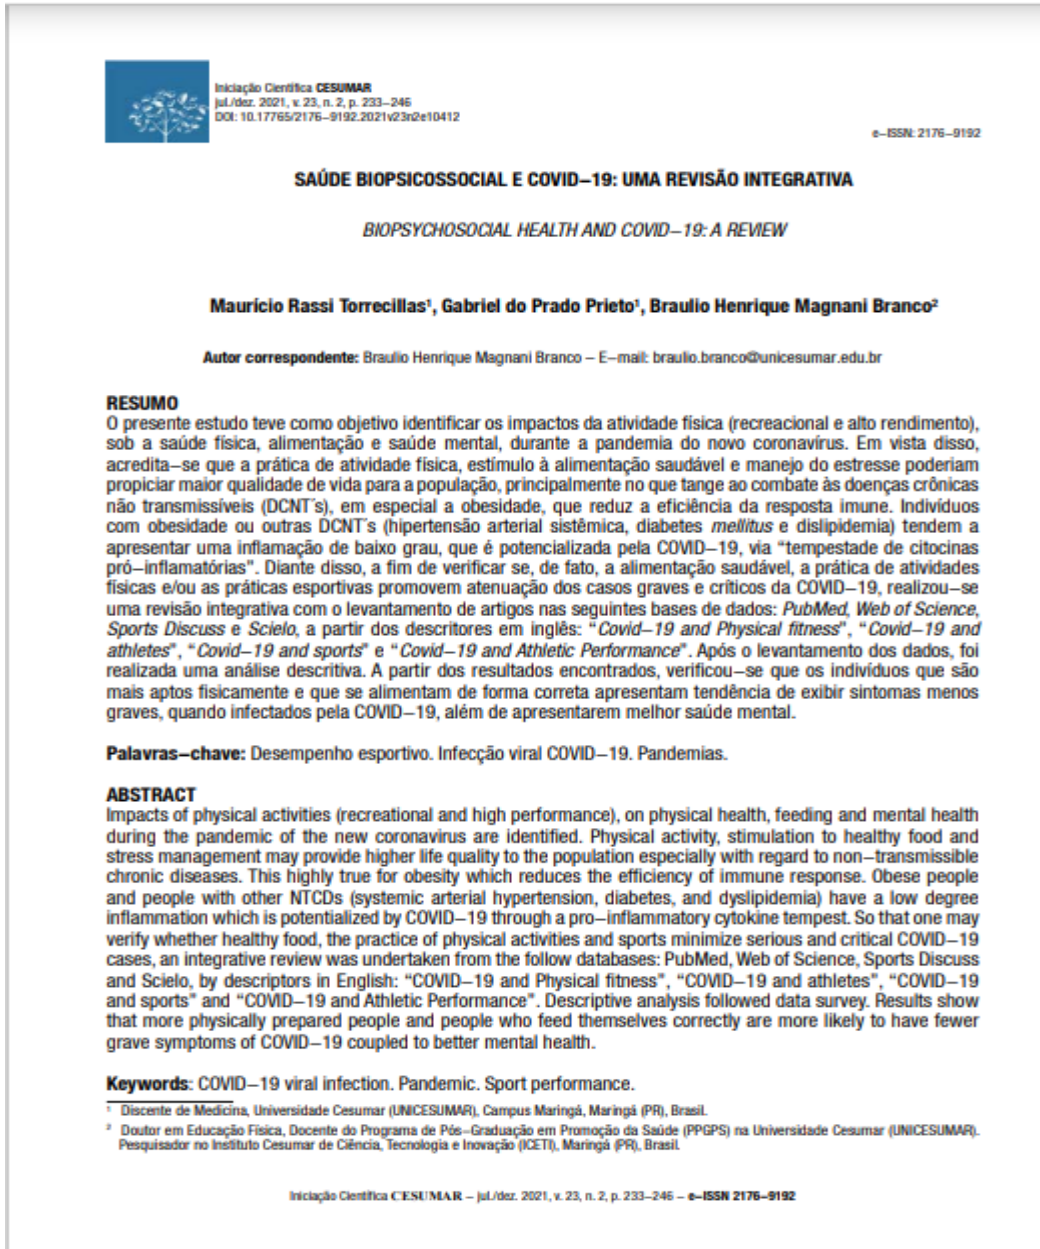 Iniciação Científica CESUMAR
jul./dez. 2021, v. 23, n. 2, p. 233–246
DOI: 10.17765/2176–9192.2021v23n2e10412
e–ISSN: 2176–9192
SAÚDE BIOPSICOSSOCIAL E COVID–19: UMA REVISÃO INTEGRATIVA
BIOPSYCHOSOCIAL HEALTH AND COVID–19: A REVIEW
Maurício Rassi Torrecillas¹, Gabriel do Prado Prieto¹, Braulio Henrique Magnani Branco²
Autor correspondente: Braulio Henrique Magnani Branco – E–mail: braulio.branco@unicesumar.edu.br
RESUMO
O presente estudo teve como objetivo identificar os impactos da atividade física (recreacional e alto rendimento),
sob a saúde física, alimentação e saúde mental, durante a pandemia do novo coronavírus. Em vista disso,
acredita–se que a prática de atividade física, estímulo à alimentação saudável e manejo do estresse poderiam
propiciar maior qualidade de vida para a população, principalmente no que tange ao combate às doenças crônicas
não transmissíveis (DCNT´s), em especial a obesidade, que reduz a eficiência da resposta imune. Indivíduos
com obesidade ou outras DCNT´s (hipertensão arterial sistêmica, diabetes mellitus e dislipidemia) tendem a
apresentar uma inflamação de baixo grau, que é potencializada pela COVID–19, via “tempestade de citocinas
pró–inflamatórias”. Diante disso, a fim de verificar se, de fato, a alimentação saudável, a prática de atividades
físicas e/ou as práticas esportivas promovem atenuação dos casos graves e críticos da COVID–19, realizou–se
uma revisão integrativa com o levantamento de artigos nas seguintes bases de dados: PubMed, Web of Science,
Sports Discuss e Scielo, a partir dos descritores em inglês: “Covid–19 and Physical fitness”, “Covid–19 and
athletes”, “Covid–19 and sports” e “Covid–19 and Athletic Performance”. Após o levantamento dos dados, foi
realizada uma análise descritiva. A partir dos resultados encontrados, verificou–se que os indivíduos que são
mais aptos fisicamente e que se alimentam de forma correta apresentam tendência de exibir sintomas menos
graves, quando infectados pela COVID–19, além de apresentarem melhor saúde mental.
Palavras–chave: Desempenho esportivo. Infecção viral COVID–19. Pandemias.
ABSTRACT
Impacts of physical activities (recreational and high performance), on physical health, feeding and mental health
during the pandemic of the new coronavirus are identified. Physical activity, stimulation to healthy food and
stress management may provide higher life quality to the population especially with regard to non–transmissible
chronic diseases. This highly true for obesity which reduces the efficiency of immune response. Obese people
and people with other NTCDs (systemic arterial hypertension, diabetes, and dyslipidemia) have a low degree
inflammation which is potentialized by COVID–19 through a pro–inflammatory cytokine tempest. So that one may
verify whether healthy food, the practice of physical activities and sports minimize serious and critical COVID–19
cases, an integrative review was undertaken from the follow databases: PubMed, Web of Science, Sports Discuss
and Scielo, by descriptors in English: “COVID–19 and Physical fitness”, “COVID–19 and athletes”, “COVID–19
and sports” and “COVID–19 and Athletic Performance”. Descriptive analysis followed data survey. Results show
that more physically prepared people and people who feed themselves correctly are more likely to have fewer
grave symptoms of COVID–19 coupled to better mental health.
Keywords: COVID–19 viral infection. Pandemic. Sport performance.
¹ Discente de Medicina, Universidade Cesumar (UNICESUMAR), Campus Maringá, Maringá (PR), Brasil.
² Doutor em Educação Física, Docente do Programa de Pós–Graduação em Promoção da Saúde (PPGPS) na Universidade Cesumar (UNICESUMAR).
Pesquisador no Instituto Cesumar de Ciência, Tecnologia e Inovação (ICETI), Maringá (PR), Brasil.
Iniciação Científica CESUMAR – jul./dez. 2021, v. 23, n. 2, p. 233–246 – e–ISSN 2176–9192